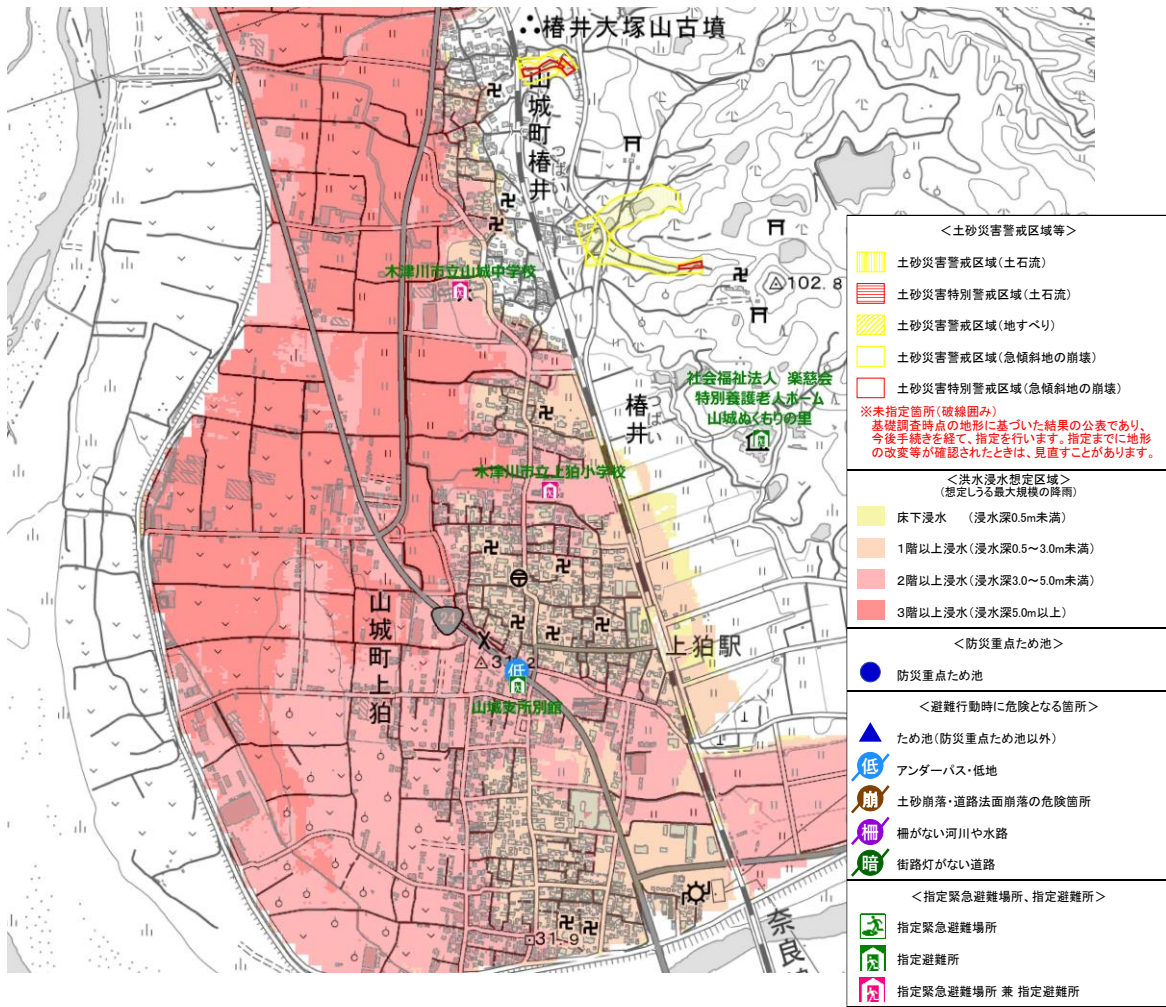 椿井大塚山古墳
山城町椿井
つばい
木津川市立山城中学校
102.8
社会福祉法人 楽慈会
特別養護老人ホーム
山城ぬくもりの里
椿井
つばい
木津川市立上狛小学校
24
山城町上狛
上狛駅
31.2
低
山城支所別館
31.9
奈良
<土砂災害警戒区域等>
土砂災害警戒区域(土石流)
土砂災害特別警戒区域(土石流)
土砂災害警戒区域(地すべり)
土砂災害警戒区域(急傾斜地の崩壊)
土砂災害特別警戒区域(急傾斜地の崩壊)
※未指定箇所(破線囲み)
基礎調査時点の地形に基づいた結果の公表であり、
今後手続きを経て、指定を行います。指定までに地形
の改変等が確認されたときは、見直すことがあります。
<洪水浸水想定区域>
(想定しうる最大規模の降雨)
床下浸水 (浸水深0.5m未満)
1階以上浸水(浸水深0.5～3.0m未満)
2階以上浸水(浸水深3.0～5.0m未満)
3階以上浸水(浸水深5.0m以上)
<防災重点ため池>
防災重点ため池
<避難行動時に危険となる箇所>
ため池(防災重点ため池以外)
低 アンダーパス・低地
崩 土砂崩落・道路法面崩落の危険箇所
柵 柵がない河川や水路
暗 街路灯がない道路
<指定緊急避難場所、指定避難所>
指定緊急避難場所
指定避難所
指定緊急避難場所 兼 指定避難所